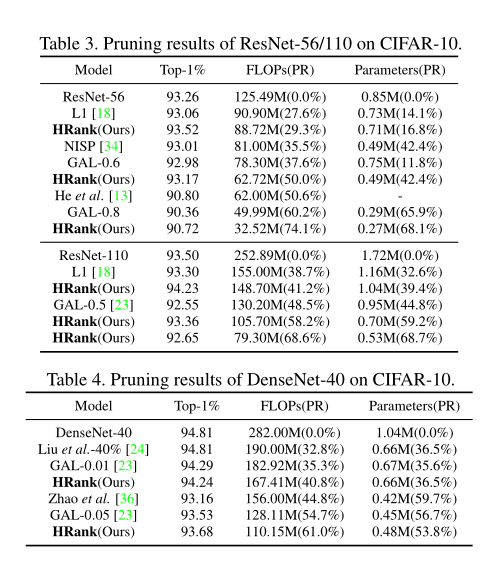 Table 3. Pruning results of ResNet-56/110 on CIFAR-10.
Model Top-1% FLOPs(PR) Parameters(PR)
ResNet-56 93.26 125.49M(0.0%) 0.85M(0.0%)
L1 [18] 93.06 90.90M(27.6%) 0.73M(14.1%)
HRank(Ours) 93.52 88.72M(29.3%) 0.71M(16.8%)
NISP [34] 93.01 81.00M(35.5%) 0.49M(42.4%)
GAL-0.6 92.98 78.30M(37.6%) 0.75M(11.8%)
HRank(Ours) 93.17 62.72M(50.0%) 0.49M(42.4%)
He et al. [13] 90.80 62.00M(50.6%) -
GAL-0.8 90.36 49.99M(60.2%) 0.29M(65.9%)
HRank(Ours) 90.72 32.52M(74.1%) 0.27M(68.1%)
ResNet-110 93.50 252.89M(0.0%) 1.72M(0.0%)
L1 [18] 93.30 155.00M(38.7%) 1.16M(32.6%)
HRank(Ours) 94.23 148.70M(41.2%) 1.04M(39.4%)
GAL-0.5 [23] 92.55 130.20M(48.5%) 0.95M(44.8%)
HRank(Ours) 93.36 105.70M(58.2%) 0.70M(59.2%)
HRank(Ours) 92.65 79.30M(68.6%) 0.53M(68.7%)
Table 4. Pruning results of DenseNet-40 on CIFAR-10.
Model Top-1% FLOPs(PR) Parameters(PR)
DenseNet-40 94.81 282.00M(0.0%) 1.04M(0.0%)
Liu et al.-40% [24] 94.81 190.00M(32.8%) 0.66M(36.5%)
GAL-0.01 [23] 94.29 182.92M(35.3%) 0.67M(35.6%)
HRank(Ours) 94.24 167.41M(40.8%) 0.66M(36.5%)
Zhao et al. [36] 93.16 156.00M(44.8%) 0.42M(59.7%)
GAL-0.05 [23] 93.53 128.11M(54.7%) 0.45M(56.7%)
HRank(Ours) 93.68 110.15M(61.0%) 0.48M(53.8%)